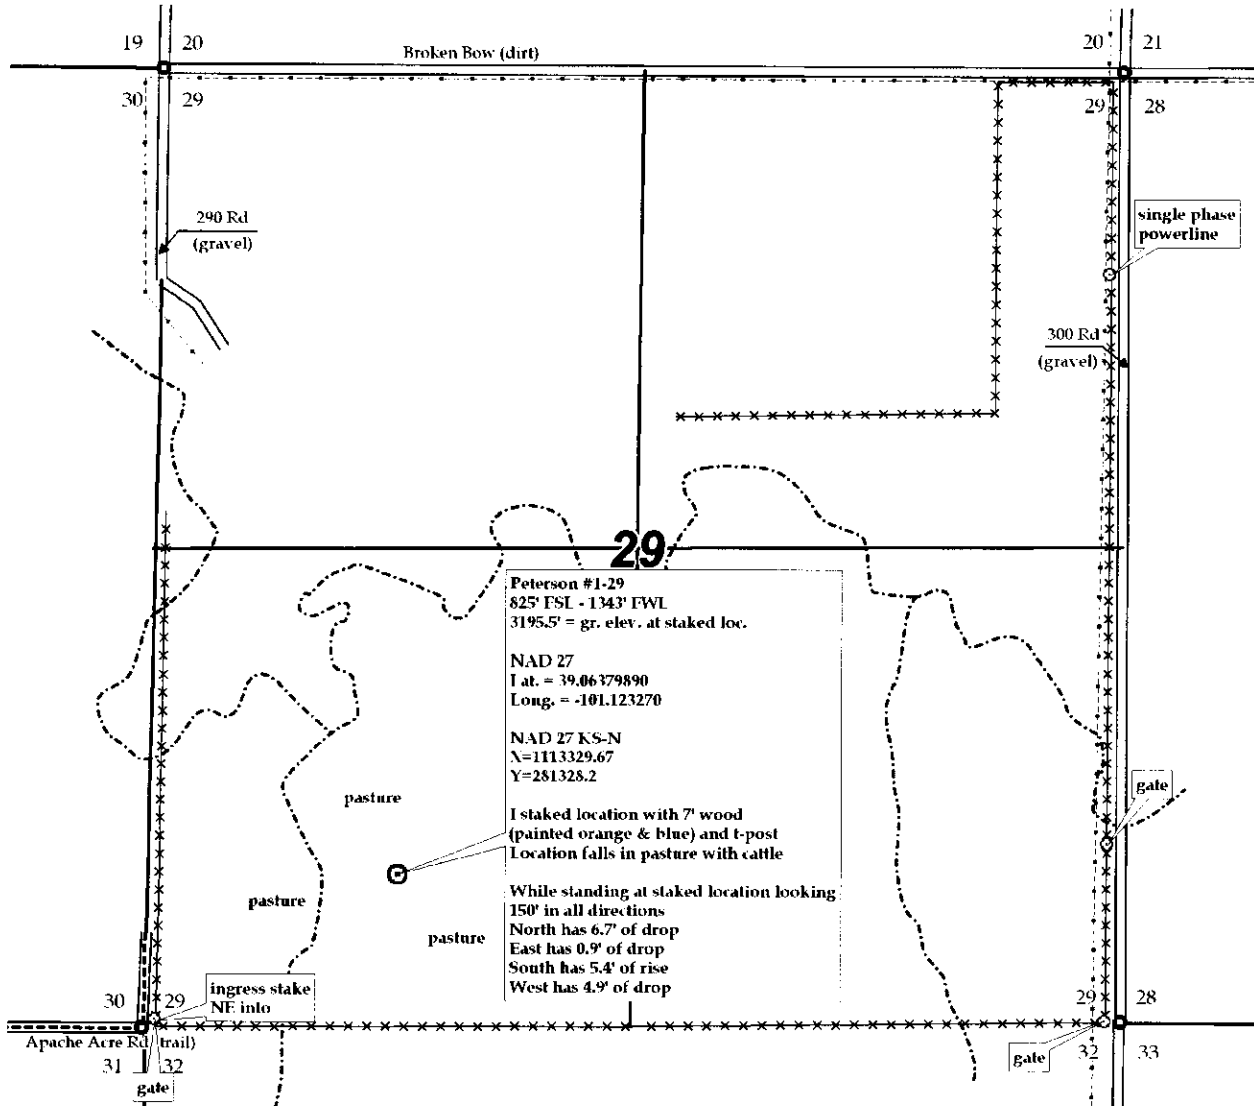 19 20
Broken Bow (dirt)
20 21
30 29
29 28
290 Rd
(gravel)
single phase
powerline
300 Rd
(gravel)
29
Peterson #1-29
825' FSL - 1343' FWL
3195.5' = gr. elev. at staked loc.
NAD 27
Lat. = 39.06379890
Long. = -101.123270
NAD 27 KS-N
X=1113329.67
Y=281328.2
I staked location with 7' wood
(painted orange & blue) and t-post
Location falls in pasture with cattle
While standing at staked location looking
150' in all directions
North has 6.7' of drop
East has 0.9' of drop
South has 5.4' of rise
West has 4.9' of drop
pasture
gate
pasture
pasture
ingress stake
NE into
30 29
29 28
Apache Acre Rd (trail)
31 32
gate
gate
32 33